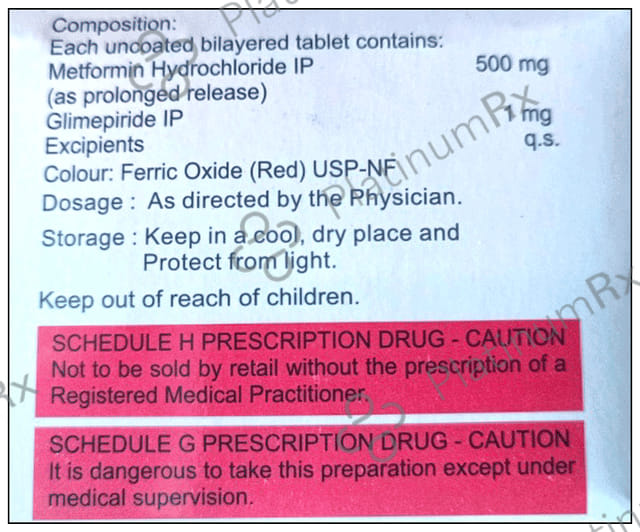 Composition:
Each uncoated bilayered tablet contains:
Metformin Hydrochloride IP 500 mg
(as prolonged release)
Glimepiride IP 1 mg
Excipients q.s.
Colour: Ferric Oxide (Red) USP-NF
Dosage : As directed by the Physician.
Storage : Keep in a cool, dry place and
Protect from light.
Keep out of reach of children.
SCHEDULE H PRESCRIPTION DRUG - CAUTION
Not to be sold by retail without the prescription of a
Registered Medical Practitioner.
SCHEDULE G PRESCRIPTION DRUG - CAUTION
It is dangerous to take this preparation except under
medical supervision.
PlatinumRx
PlatinumRx